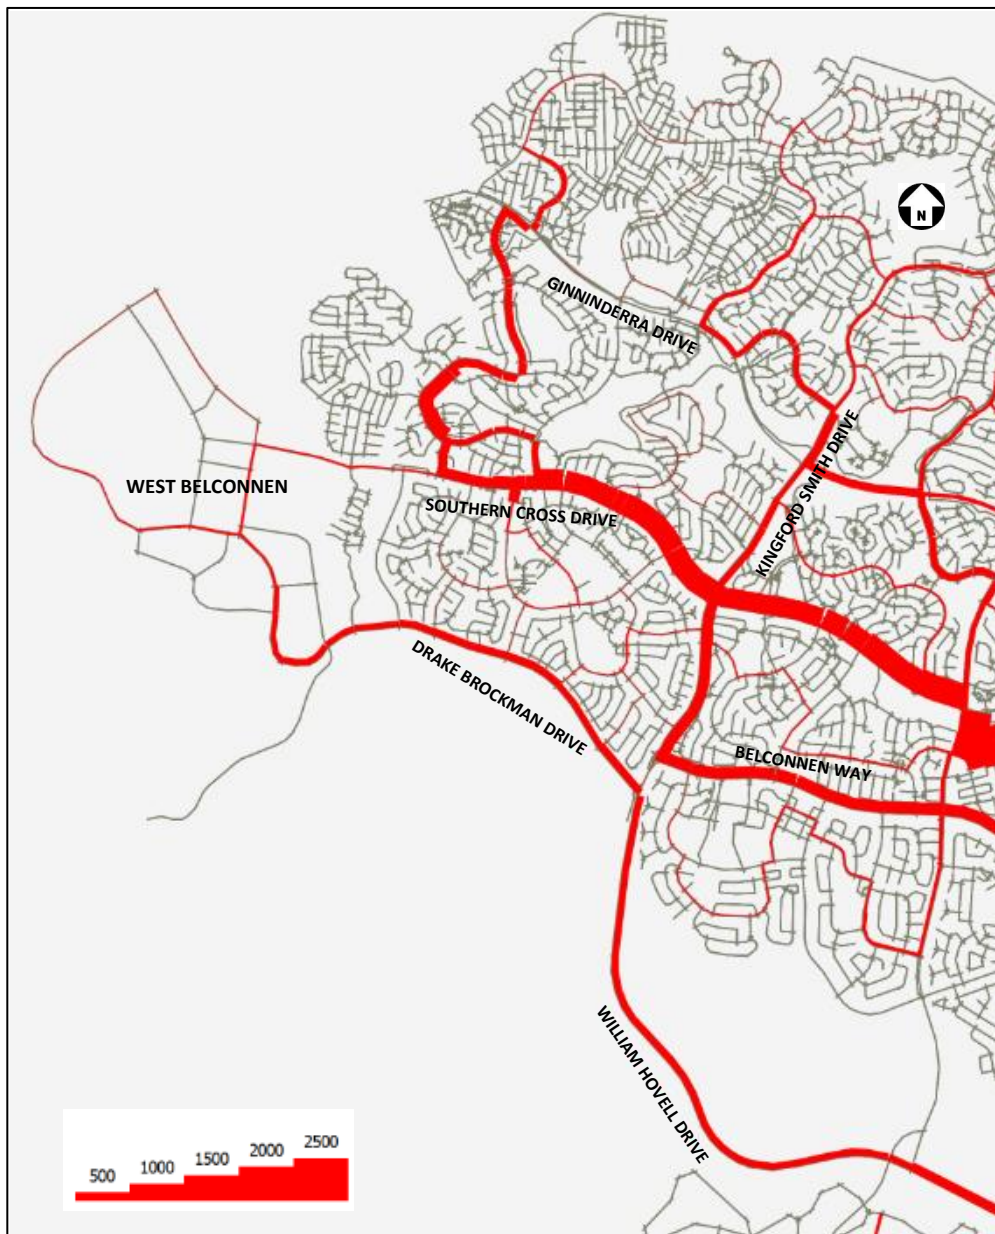 N
GINNINDERRA DRIVE
WEST BELCONNEN
SOUTHERN CROSS DRIVE
KINGFORD SMITH DRIVE
DRAKE BROCKMAN DRIVE
BELCONNEN WAY
WILLIAM HOVELL DRIVE
500 1000 1500 2000 2500